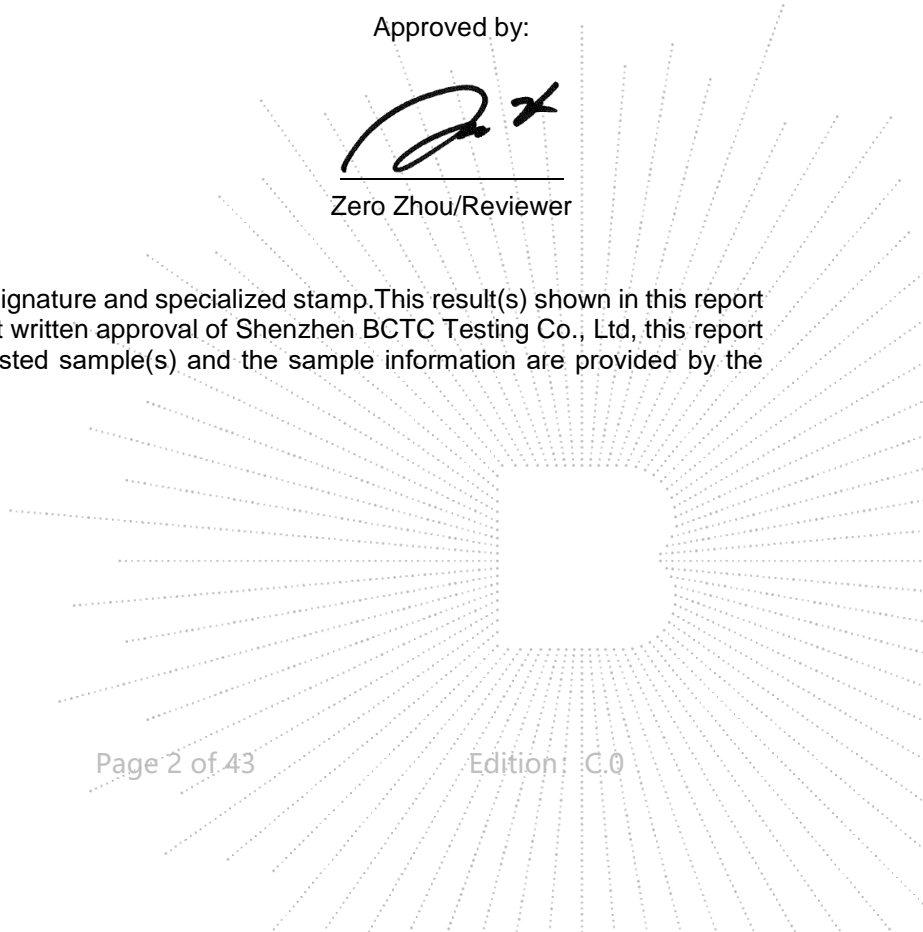 Approved by:
Zero Zhou/Reviewer
ignature and specialized stamp.This result(s) shown in this report
t written approval of Shenzhen BCTC Testing Co., Ltd, this report
sted sample(s) and the sample information are provided by the
Page 2 of 43 Edition: C.0